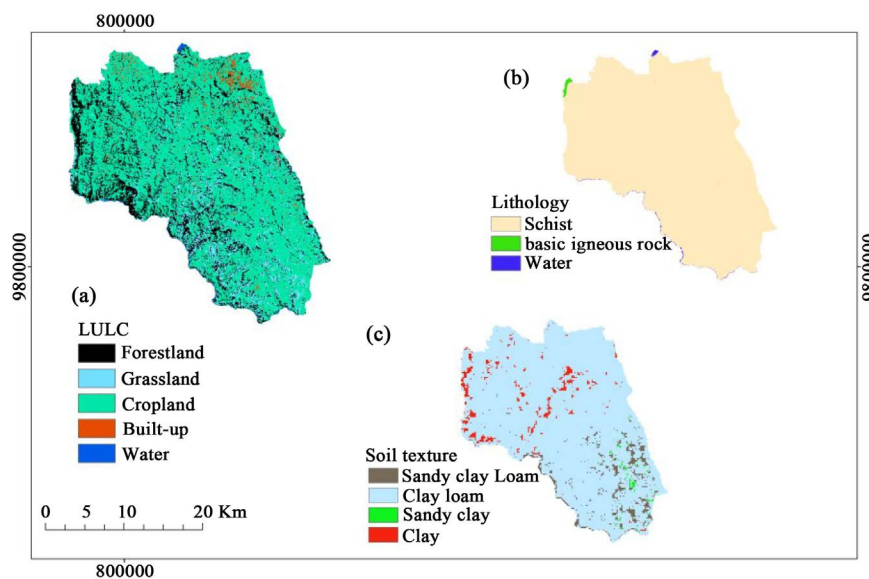 800000
(b)
Lithology
Schist
basic igneous rock
Water
9800000
9800000
(a)
LULC
Forestland
Grassland
Cropland
Built-up
Water
(c)
Soil texture
Sandy clay Loam
Clay loam
Sandy clay
Clay
0 5 10 20 Km
800000